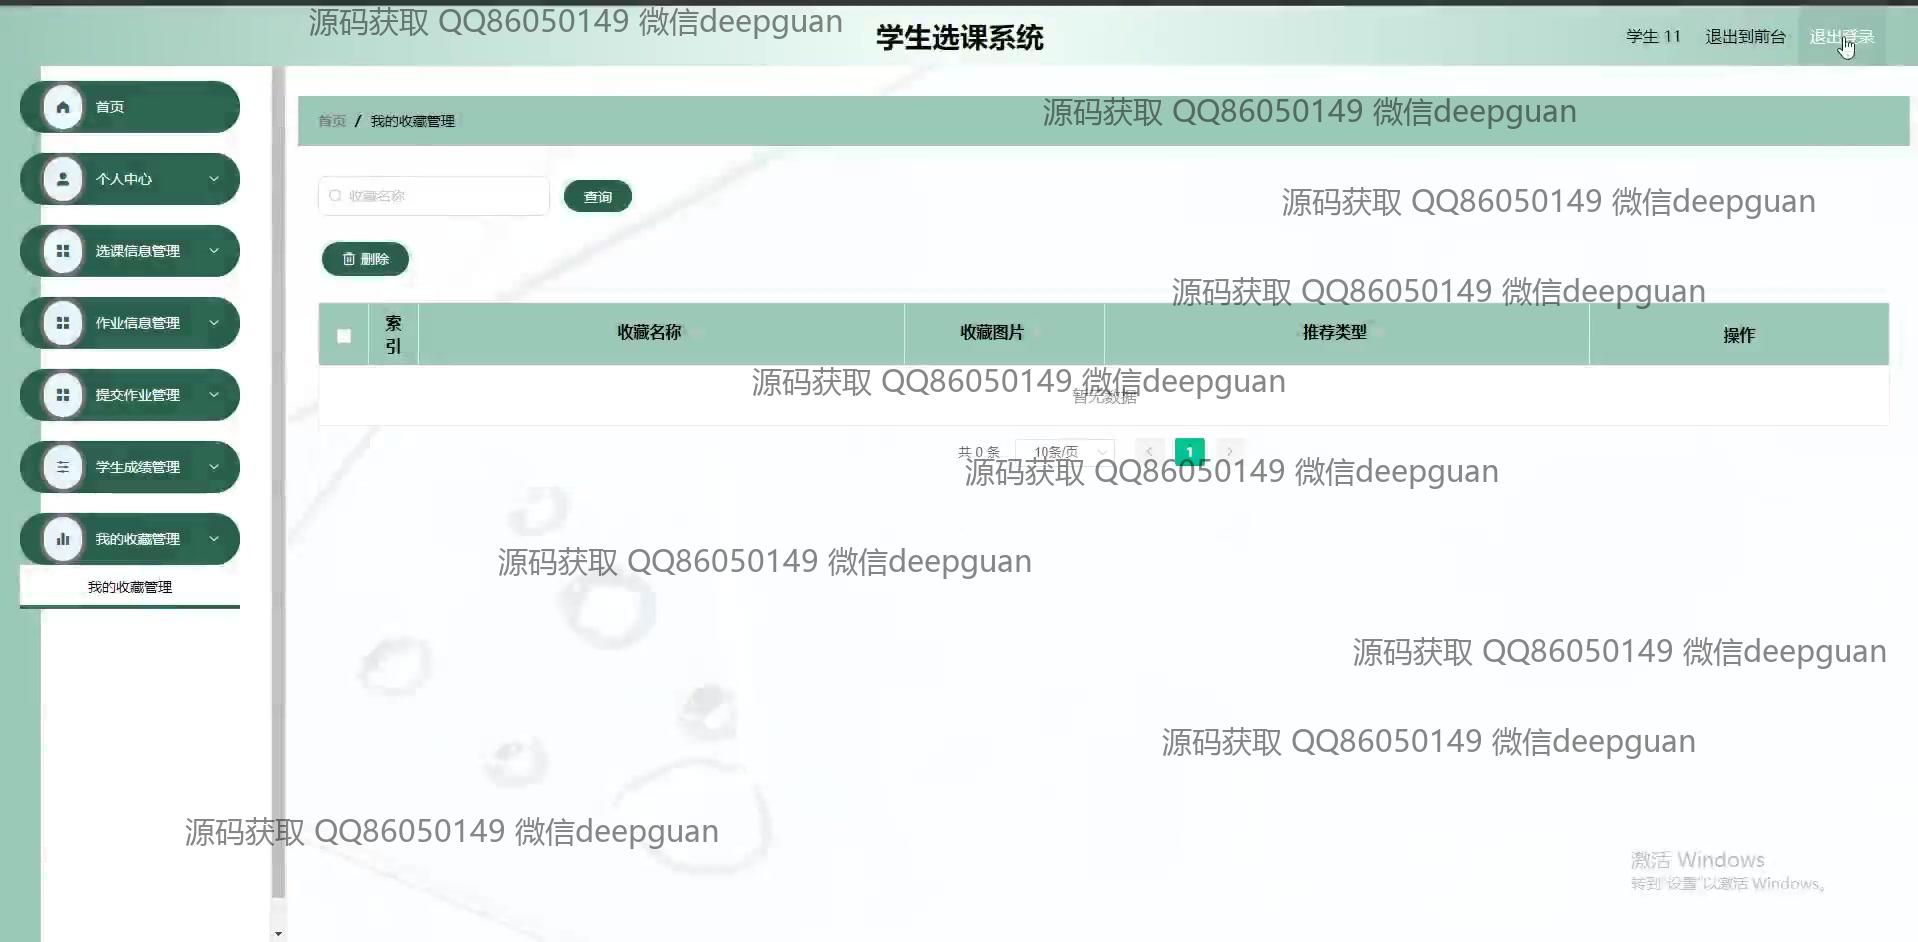 源码获取 QQ86050149 微信deepguan
学生选课系统
学生 11 退出到前台 退出登录
首页
首页 / 我的收藏管理
源码获取 QQ86050149 微信deepguan
个人中心
收藏名称 查询
源码获取 QQ86050149 微信deepguan
选课信息管理
删除
源码获取 QQ86050149 微信deepguan
作业信息管理
索引 收藏名称 收藏图片 推荐类型 操作
源码获取 QQ86050149 微信deepguan
暂无数据
提交作业管理
共 0 条 10条/页 1
源码获取 QQ86050149 微信deepguan
学生成绩管理
我的收藏管理
源码获取 QQ86050149 微信deepguan
我的收藏管理
源码获取 QQ86050149 微信deepguan
源码获取 QQ86050149 微信deepguan
源码获取 QQ86050149 微信deepguan
激活 Windows
转到"设置"以激活 Windows。